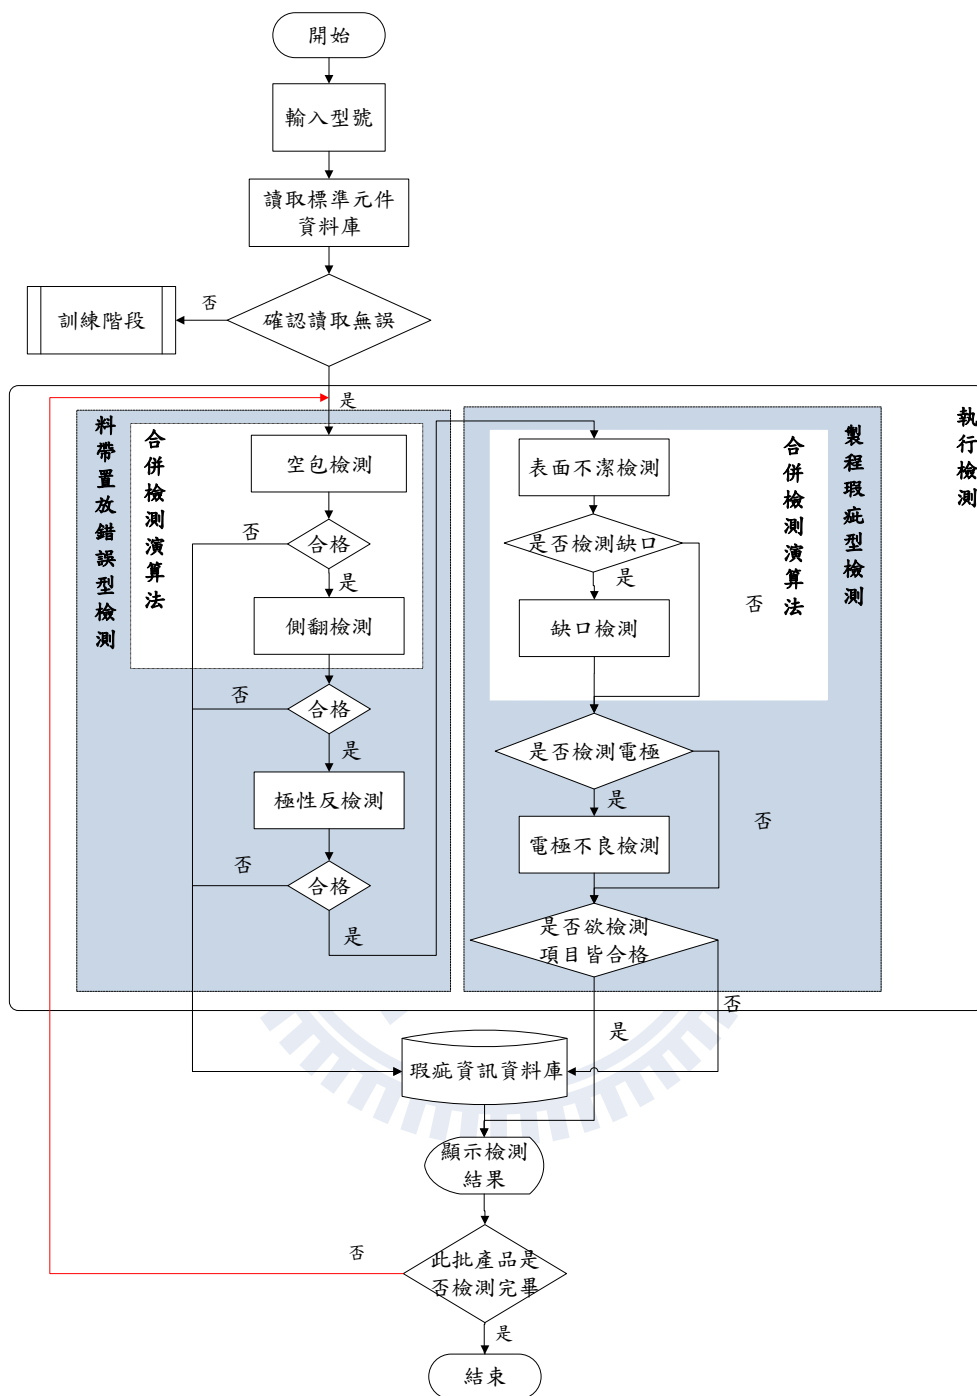 開始
輸入型號
讀取標準元件
資料庫
確認讀取無誤
否
訓練階段
是
執行檢測
料帶置放錯誤型檢測
合併檢測演算法
空包檢測
合格
否
是
側翻檢測
合格
否
是
極性反檢測
合格
否
是
製程瑕疵型檢測
合併檢測演算法
表面不潔檢測
是否檢測缺口
是
否
缺口檢測
是否檢測電極
是
否
電極不良檢測
是否欲檢測
項目皆合格
是
否
瑕疵資訊資料庫
顯示檢測
結果
此批產品是
否檢測完畢
否
是
結束